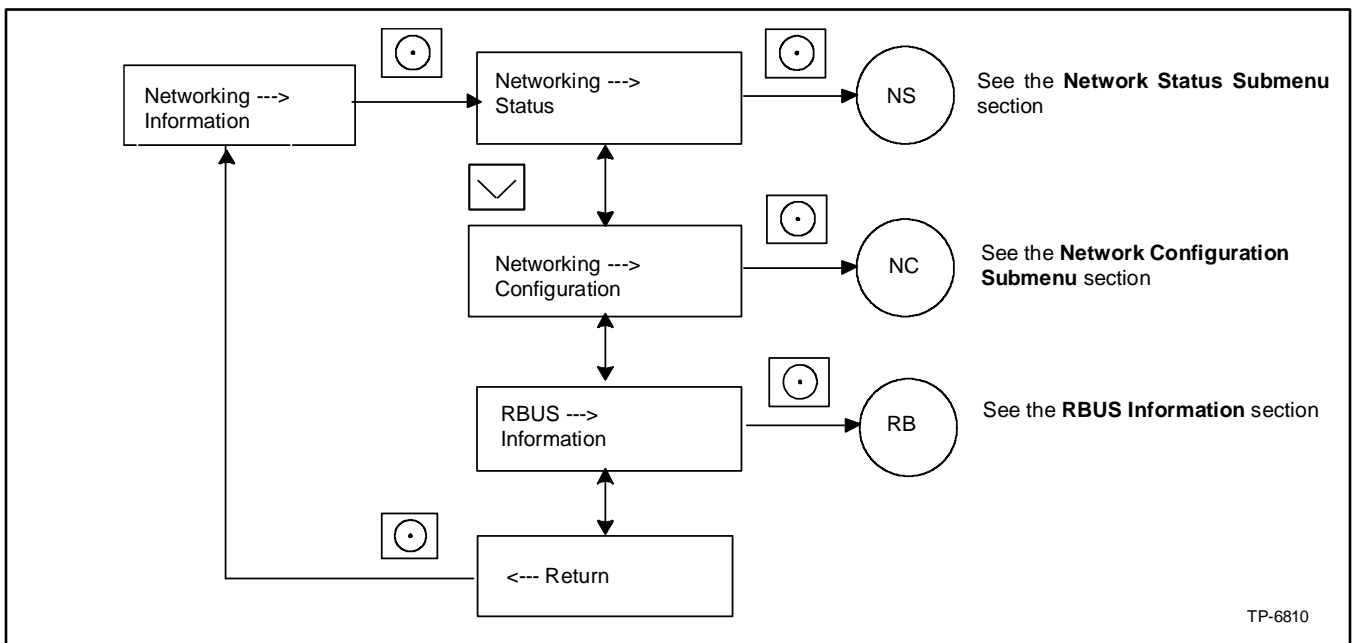 Networking --->
Information
Networking --->
Status
NS
See the Network Status Submenu
section
Networking --->
Configuration
NC
See the Network Configuration
Submenu section
RBUS --->
Information
RB
See the RBUS Information section
<--- Return
TP-6810